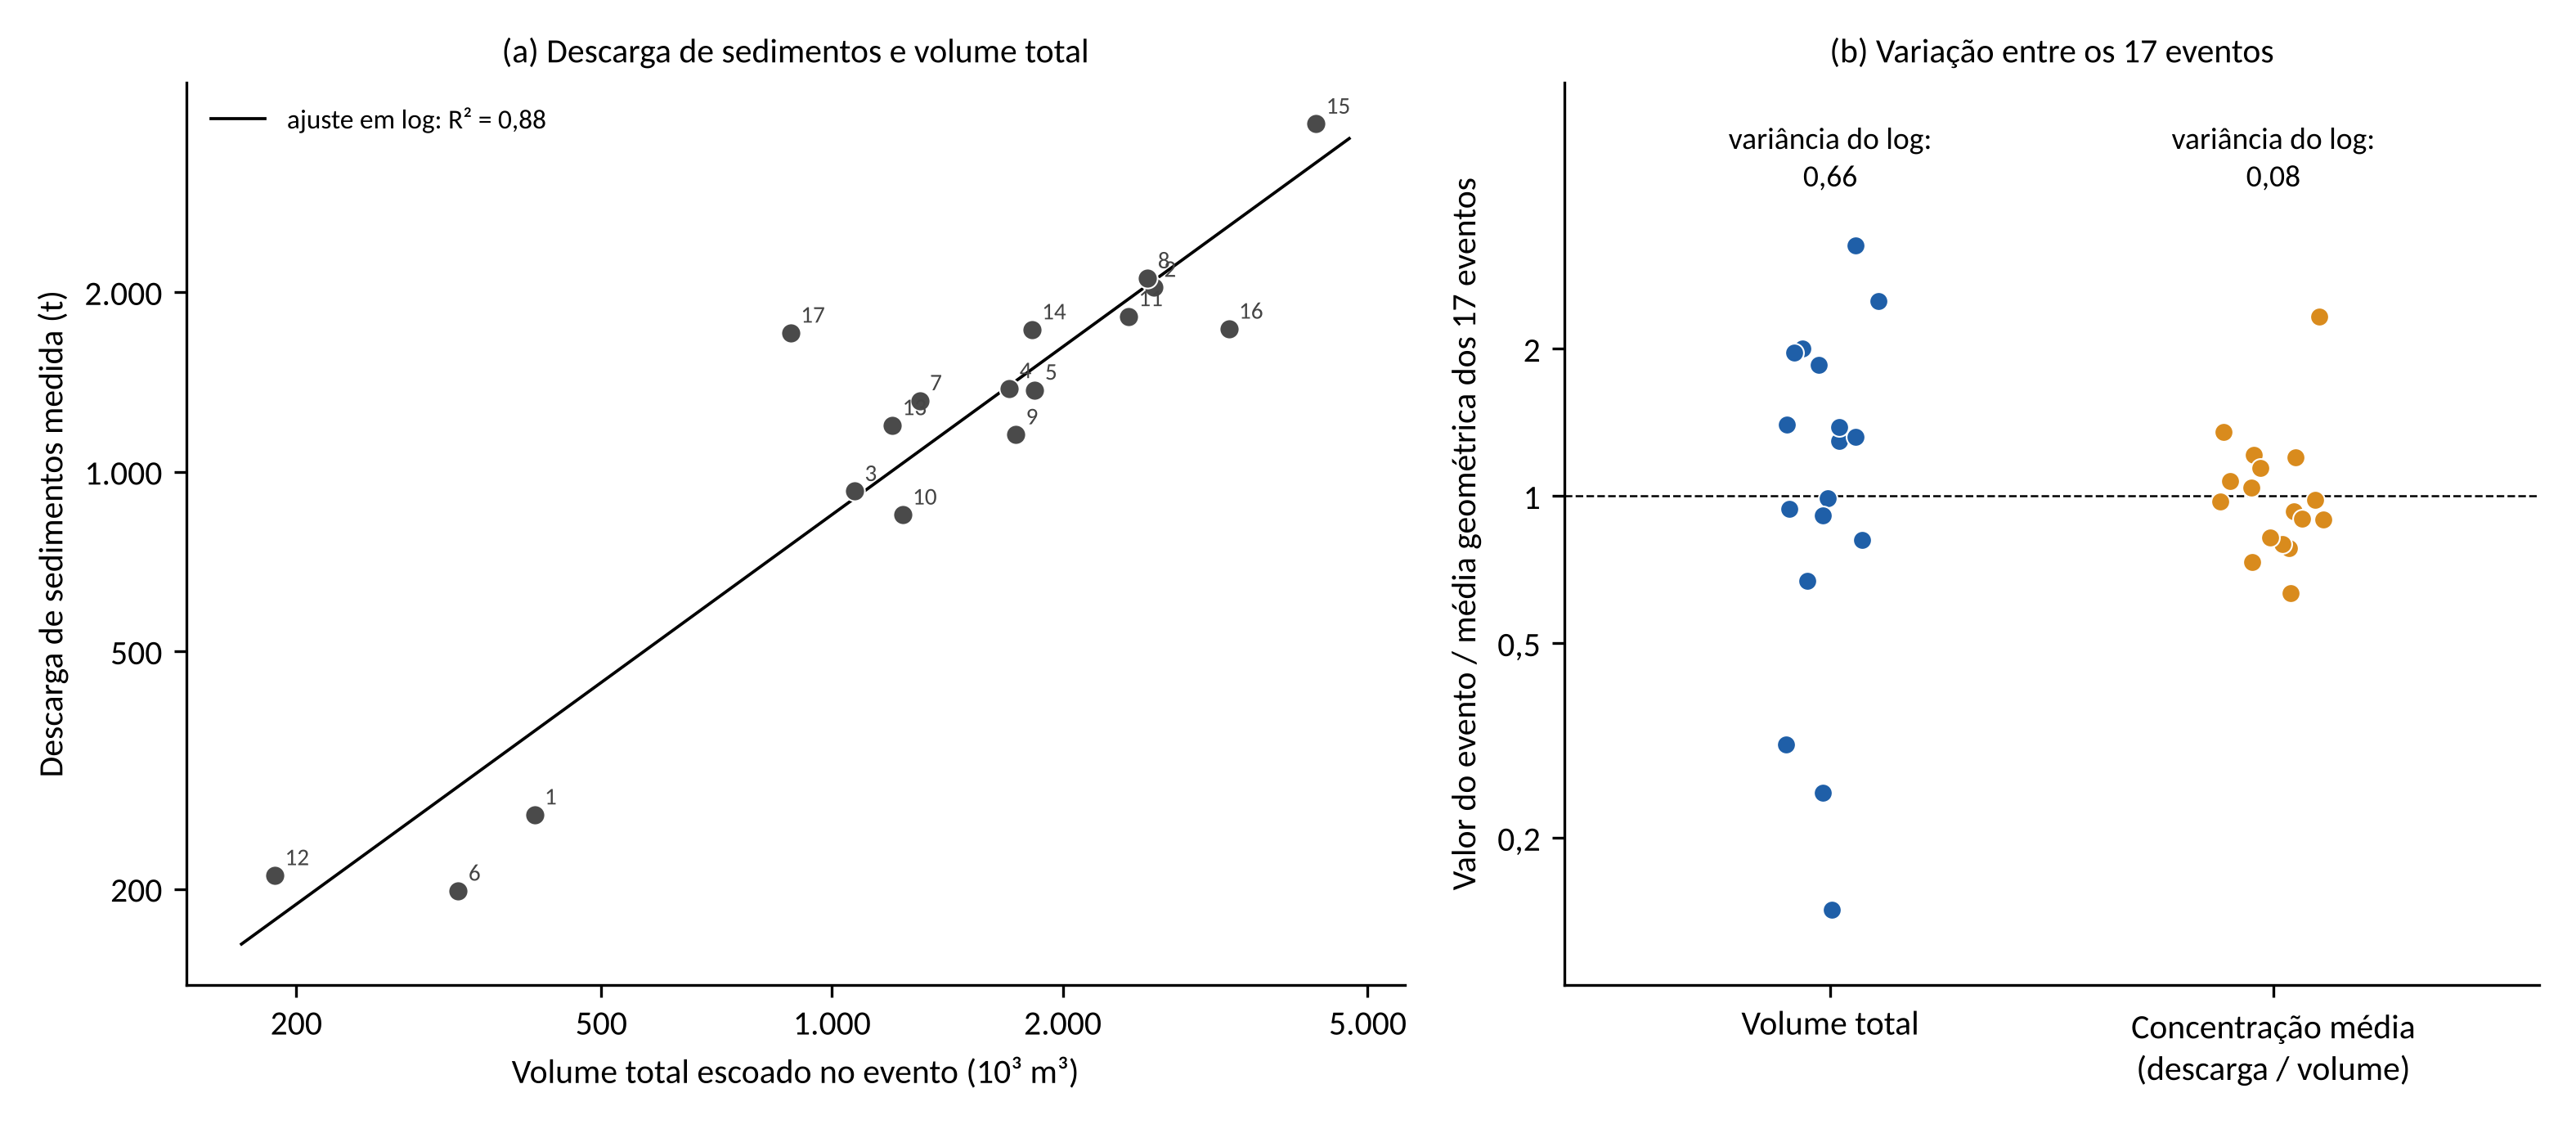 (a) Descarga de sedimentos e volume total
ajuste em log: R² = 0,88
Descarga de sedimentos medida (t)
2.000
1.000
500
200
15
8
2
11
16
14
17
4
5
7
13
9
3
10
1
12
6
200
500
1.000
2.000
5.000
Volume total escoado no evento (10³ m³)
(b) Variação entre os 17 eventos
variância do log:
0,66
variância do log:
0,08
Valor do evento / média geométrica dos 17 eventos
2
1
0,5
0,2
Volume total
Concentração média
(descarga / volume)